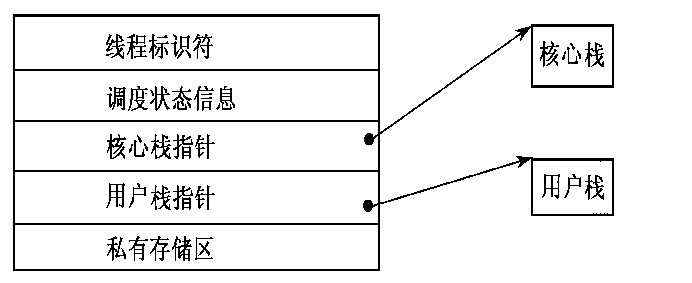 线程标识符
调度状态信息
核心栈指针
用户栈指针
私有存储区
核心栈
用户栈